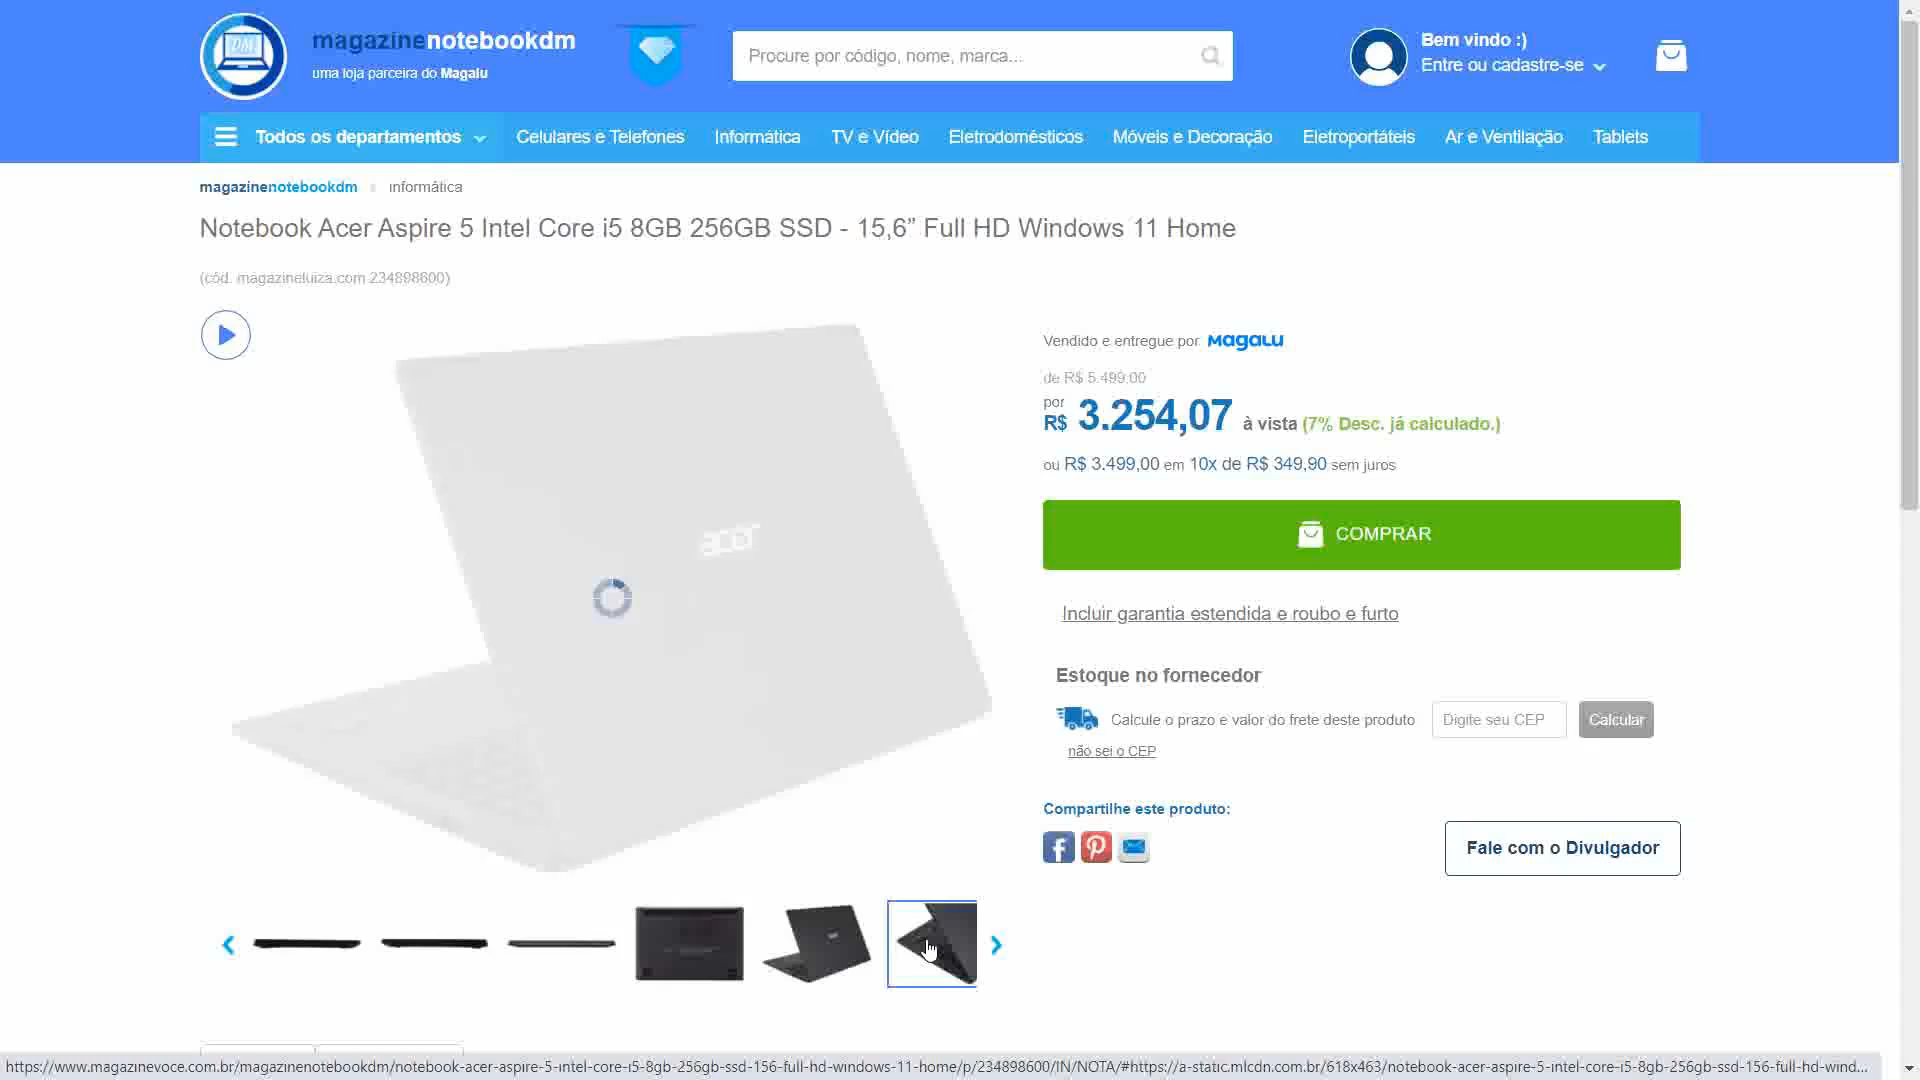 DM
magazinenotebookdm
uma loja parceira do Magalu
Procure por código, nome, marca...
Bem vindo :)
Entre ou cadastre-se
Todos os departamentos
Celulares e Telefones
Informática
TV e Vídeo
Eletrodomésticos
Móveis e Decoração
Eletroportáteis
Ar e Ventilação
Tablets
magazinenotebookdm
informática
Notebook Acer Aspire 5 Intel Core i5 8GB 256GB SSD - 15,6” Full HD Windows 11 Home
(cód. magazineluiza.com 234898600)
acer
Vendido e entregue por Magalu
de R$ 5.499,00
por
R$ 3.254,07 à vista (7% Desc. já calculado.)
ou R$ 3.499,00 em 10x de R$ 349,90 sem juros
COMPRAR
Incluir garantia estendida e roubo e furto
Estoque no fornecedor
Calcule o prazo e valor do frete deste produto
Digite seu CEP
Calcular
não sei o CEP
Compartilhe este produto:
Fale com o Divulgador
https://www.magazinevoce.com.br/magazinenotebookdm/notebook-acer-aspire-5-intel-core-i5-8gb-256gb-ssd-156-full-hd-windows-11-home/p/234898600/IN/NOTA/#https://a-static.mlcdn.com.br/618x463/notebook-acer-aspire-5-intel-core-i5-8gb-256gb-ssd-156-full-hd-wind...